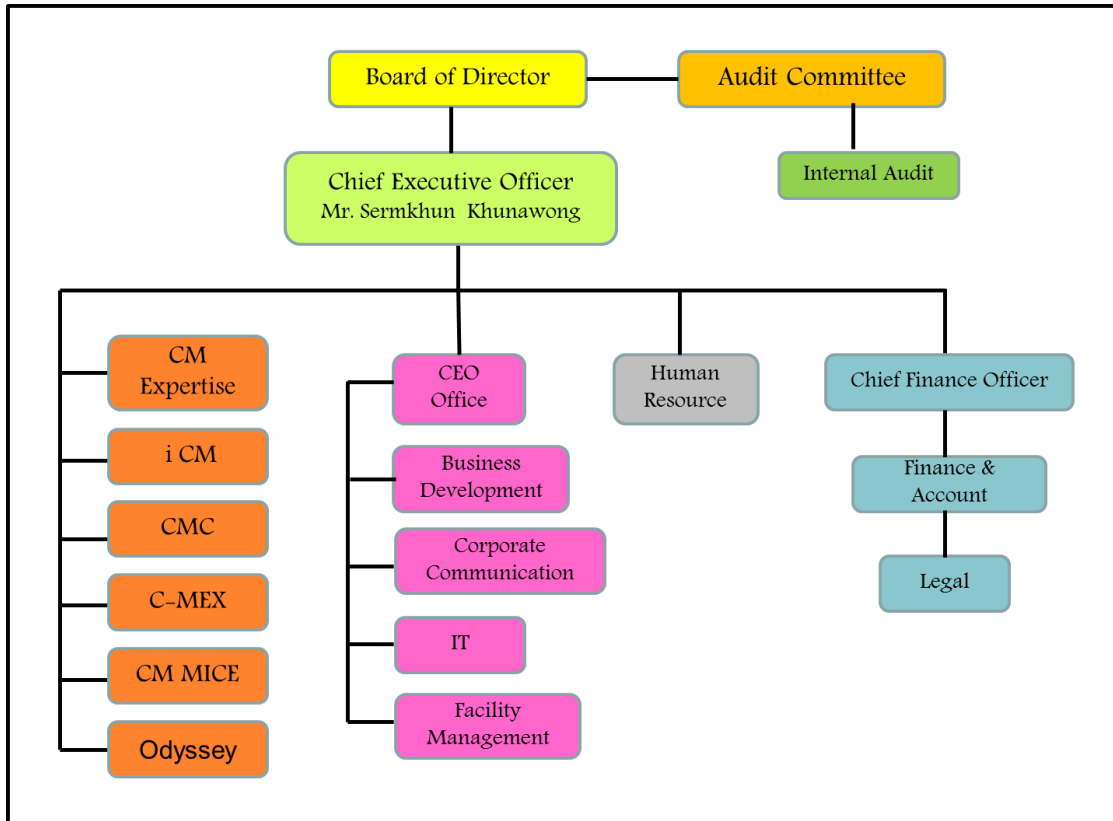 Board of Director
Audit Committee
Internal Audit
Chief Executive Officer
Mr. Sermkhun Khunawong
CM
Expertise
i CM
CMC
C-MEX
CM MICE
Odyssey
CEO
Office
Business
Development
Corporate
Communication
IT
Facility
Management
Human
Resource
Chief Finance Officer
Finance &
Account
Legal